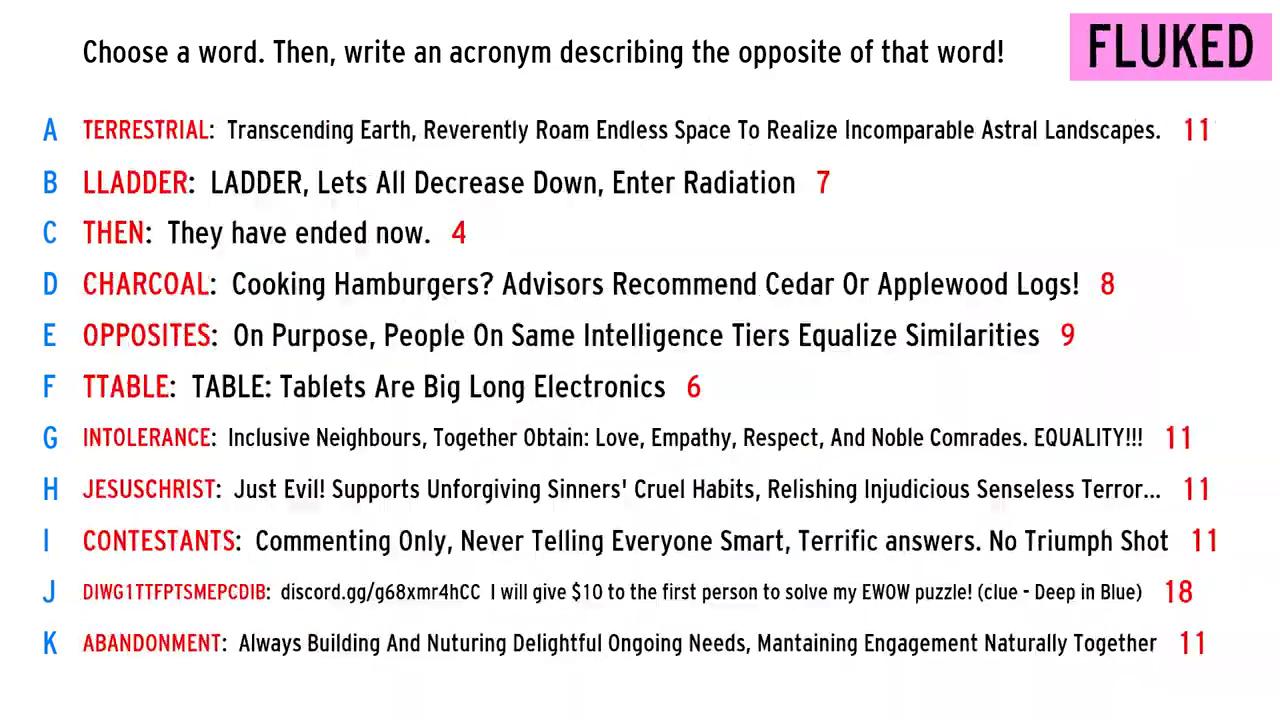 Choose a word. Then, write an acronym describing the opposite of that word!
FLUKED
A TERRESTRIAL: Transcending Earth, Reverently Roam Endless Space To Realize Incomparable Astral Landscapes. 11
B LLADDER: LADDER, Lets All Decrease Down, Enter Radiation 7
C THEN: They have ended now. 4
D CHARCOAL: Cooking Hamburgers? Advisors Recommend Cedar Or Applewood Logs! 8
E OPPOSITES: On Purpose, People On Same Intelligence Tiers Equalize Similarities 9
F TTABLE: TABLE: Tablets Are Big Long Electronics 6
G INTOLERANCE: Inclusive Neighbours, Together Obtain: Love, Empathy, Respect, And Noble Comrades. EQUALITY!!! 11
H JESUSCHRIST: Just Evil! Supports Unforgiving Sinners' Cruel Habits, Relishing Injudicious Senseless Terror... 11
I CONTESTANTS: Commenting Only, Never Telling Everyone Smart, Terrific answers. No Triumph Shot 11
J DIWG1TTFPTSMEPCDIB: discord.gg/g68xmr4hCC I will give $10 to the first person to solve my EWOW puzzle! (clue - Deep in Blue) 18
K ABANDONMENT: Always Building And Nuturing Delightful Ongoing Needs, Mantaining Engagement Naturally Together 11